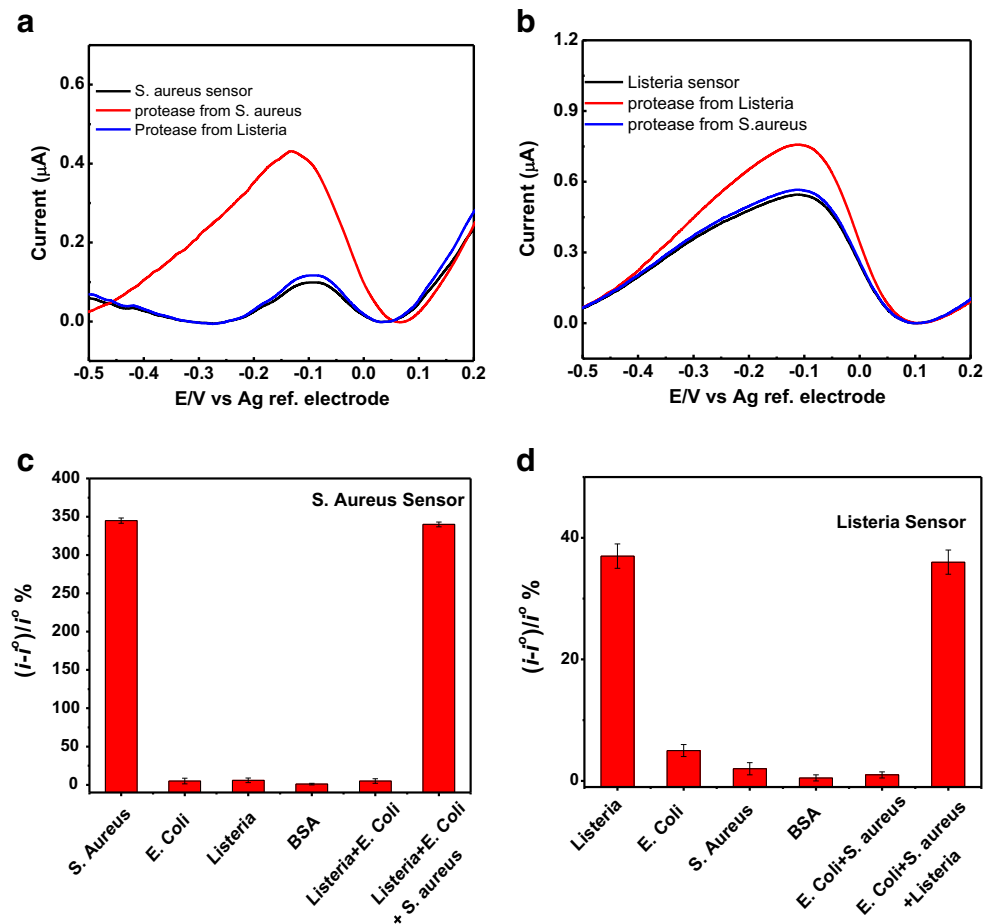 a
0.6
0.4
0.2
0.0
Current (μA)
S. aureus sensor
protease from S. aureus
Protease from Listeria
-0.5 -0.4 -0.3 -0.2 -0.1 0.0 0.1 0.2
E/V vs Ag ref. electrode
b
1.2
0.9
0.6
0.3
0.0
Current (μA)
Listeria sensor
protease from Listeria
protease from S.aureus
-0.5 -0.4 -0.3 -0.2 -0.1 0.0 0.1 0.2
E/V vs Ag ref. electrode
c
400
350
300
250
200
150
100
50
0
(i-iº)/iº %
S. Aureus Sensor
S. Aureus
E. Coli
Listeria
BSA
Listeria+E. Coli
Listeria+E. Coli
+ S. aureus
d
40
20
0
(i-iº)/iº %
Listeria Sensor
Listeria
E. Coli
S. Aureus
BSA
E. Coli+S. aureus
E. Coli+S. aureus
+Listeria